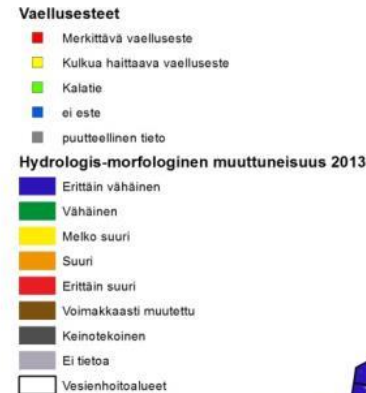 Vaellusesteet
Merkittävä vaelluseste
Kulkua haittaava vaelluseste
Kalatie
ei este
puutteellinen tieto
Hydrologis-morfologinen muuttuneisuus 2013
Erittäin vähäinen
Vähäinen
Melko suuri
Suuri
Erittäin suuri
Voimakkaasti muutettu
Keinotekoinen
Ei tietoa
Vesienhoitoalueet